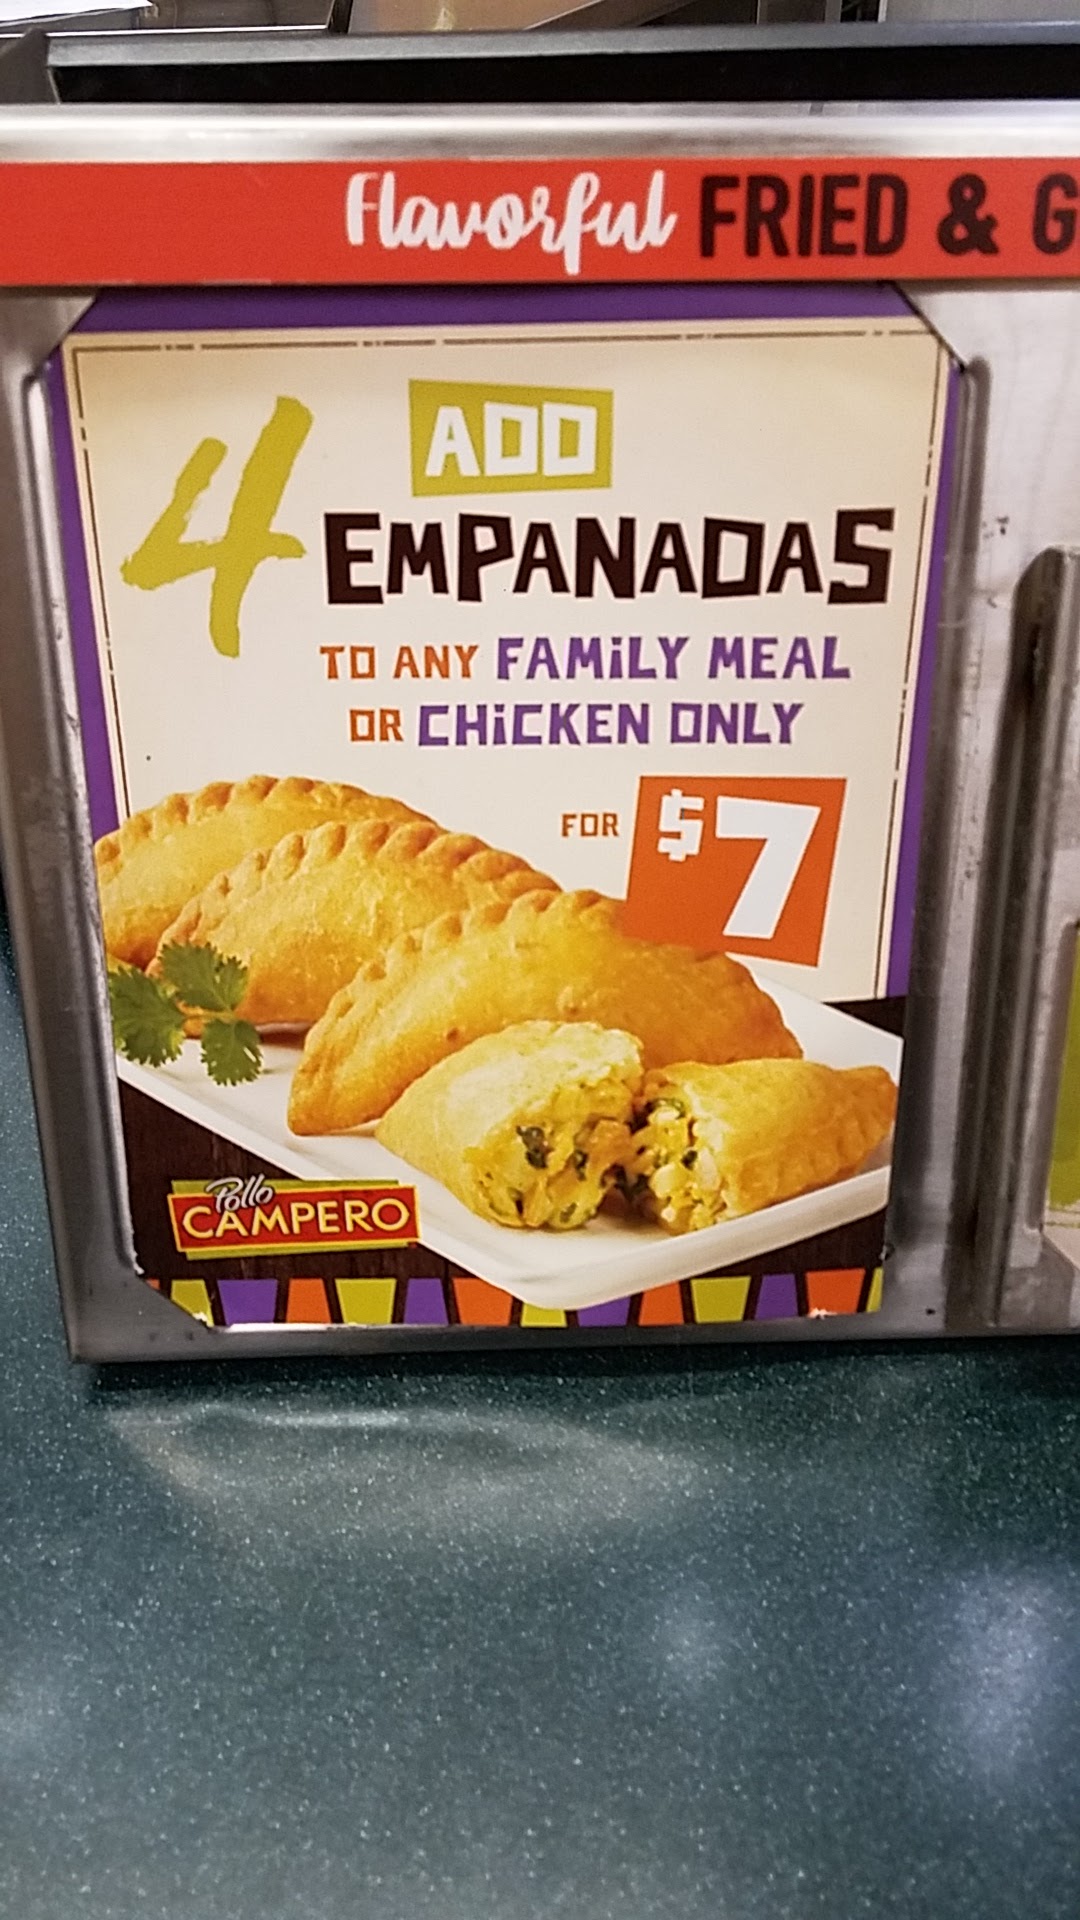 Flavorful FRIED & G
ADD
4 EMPANADAS
TO ANY FAMiLY MEAL
OR CHiCKEN ONLY
FOR $7
Pollo
CAMPERO